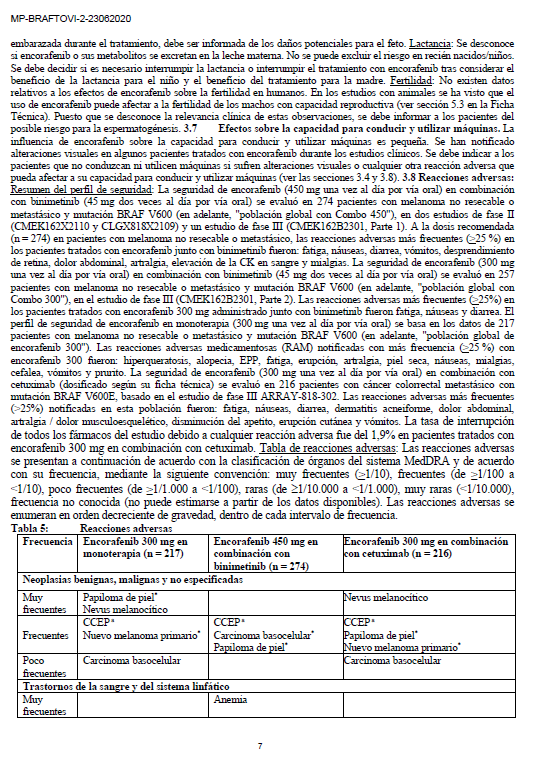 MP-BRAFTOVI-2-23062020
embarazada durante el tratamiento, debe ser informada de los daños potenciales para el feto. Lactancia: Se desconoce
si encorafenib o sus metabolitos se excretan en la leche materna. No se puede excluir el riesgo en recién nacidos/niños.
Se debe decidir si es necesario interrumpir la lactancia o interrumpir el tratamiento con encorafenib tras considerar el
beneficio de la lactancia para el niño y el beneficio del tratamiento para la madre. Fertilidad: No existen datos
relativos a los efectos de encorafenib sobre la fertilidad en humanos. En los estudios con animales se ha visto que el
uso de encorafenib puede afectar a la fertilidad de los machos con capacidad reproductiva (ver sección 5.3 en la Ficha
Técnica). Puesto que se desconoce la relevancia clínica de estas observaciones, se debe informar a los pacientes del
posible riesgo para la espermatogénesis. 3.7 Efectos sobre la capacidad para conducir y utilizar máquinas. La
influencia de encorafenib sobre la capacidad para conducir y utilizar máquinas es pequeña. Se han notificado
alteraciones visuales en algunos pacientes tratados con encorafenib durante los estudios clínicos. Se debe indicar a los
pacientes que no conduzcan ni utilicen máquinas si sufren alteraciones visuales o cualquier otra reacción adversa que
pueda afectar a su capacidad para conducir y utilizar máquinas (ver las secciones 3.4 y 3.8). 3.8 Reacciones adversas:
Resumen del perfil de seguridad: La seguridad de encorafenib (450 mg una vez al día por vía oral) en combinación
con binimetinib (45 mg dos veces al día por vía oral) se evaluó en 274 pacientes con melanoma no resecable o
metastásico y mutación BRAF V600 (en adelante, "población global con Combo 450"), en dos estudios de fase II
(CMEK162X2110 y CLGX818X2109) y un estudio de fase III (CMEK162B2301, Parte 1). A la dosis recomendada
(n = 274) en pacientes con melanoma no resecable o metastásico, las reacciones adversas más frecuentes (≥25 %) en
los pacientes tratados con encorafenib junto con binimetinib fueron: fatiga, náuseas, diarrea, vómitos, desprendimiento
de retina, dolor abdominal, artralgia, elevación de la CK en sangre y mialgias. La seguridad de encorafenib (300 mg
una vez al día por vía oral) en combinación con binimetinib (45 mg dos veces al día por vía oral) se evaluó en 257
pacientes con melanoma no resecable o metastásico y mutación BRAF V600 (en adelante, "población global con
Combo 300"), en el estudio de fase III (CMEK162B2301, Parte 2). Las reacciones adversas más frecuentes (≥25%) en
los pacientes tratados con encorafenib 300 mg administrado junto con binimetinib fueron fatiga, náuseas y diarrea. El
perfil de seguridad de encorafenib en monoterapia (300 mg una vez al día por vía oral) se basa en los datos de 217
pacientes con melanoma no resecable o metastásico y mutación BRAF V600 (en adelante, "población global de
encorafenib 300"). Las reacciones adversas medicamentosas (RAM) notificadas con más frecuencia (≥25 %) con
encorafenib 300 fueron: hiperqueratosis, alopecia, EPP, fatiga, erupción, artralgia, piel seca, náuseas, mialgias,
cefalea, vómitos y prurito. La seguridad de encorafenib (300 mg una vez al día por vía oral) en combinación con
cetuximab (dosificado según su ficha técnica) se evaluó en 216 pacientes con cáncer colorrectal metastásico con
mutación BRAF V600E, basado en el estudio de fase III ARRAY-818-302. Las reacciones adversas más frecuentes
(>25%) notificadas en esta población fueron: fatiga, náuseas, diarrea, dermatitis acneiforme, dolor abdominal,
artralgia / dolor musculoesquelético, disminución del apetito, erupción cutánea y vómitos. La tasa de interrupción
de todos los fármacos del estudio debido a cualquier reacción adversa fue del 1,9% en pacientes tratados con
encorafenib 300 mg en combinación con cetuximab. Tabla de reacciones adversas: Las reacciones adversas
se presentan a continuación de acuerdo con la clasificación de órganos del sistema MedDRA y de acuerdo
con su frecuencia, mediante la siguiente convención: muy frecuentes (≥1/10), frecuentes (de ≥1/100 a
<1/10), poco frecuentes (de ≥1/1.000 a <1/100), raras (de ≥1/10.000 a <1/1.000), muy raras (<1/10.000),
frecuencia no conocida (no puede estimarse a partir de los datos disponibles). Las reacciones adversas se
enumeran en orden decreciente de gravedad, dentro de cada intervalo de frecuencia.
Tabla 5: Reacciones adversas
Frecuencia Encorafenib 300 mg en Encorafenib 450 mg en Encorafenib 300 mg en combinación
monoterapia (n = 217) combinación con con cetuximab (n = 216)
binimetinib (n = 274)
Neoplasias benignas, malignas y no especificadas
Muy Papiloma de piel* Nevus melanocítico
frecuentes Nevus melanocítico
CCEPª CCEPª CCEPª
Frecuentes Nuevo melanoma primario* Carcinoma basocelular* Papiloma de piel*
Papiloma de piel* Nuevo melanoma primario*
Poco Carcinoma basocelular Carcinoma basocelular
frecuentes
Trastornos de la sangre y del sistema linfático
Muy Anemia
frecuentes
7